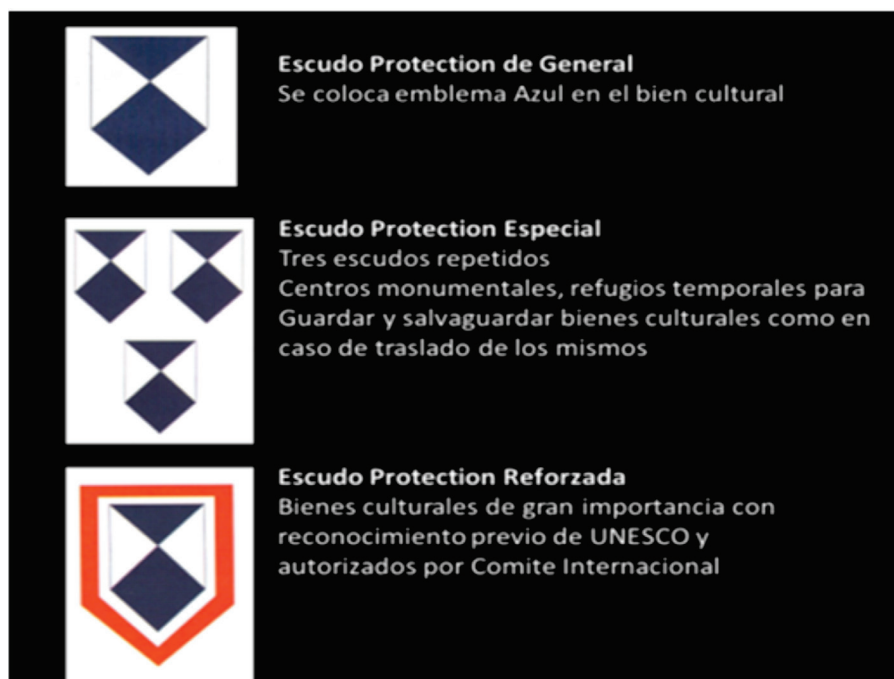 Escudo Protection de General
Se coloca emblema Azul en el bien cultural
Escudo Protection Especial
Tres escudos repetidos
Centros monumentales, refugios temporales para
Guardar y salvaguardar bienes culturales como en
caso de traslado de los mismos
Escudo Protection Reforzada
Bienes culturales de gran importancia con
reconocimiento previo de UNESCO y
autorizados por Comite Internacional